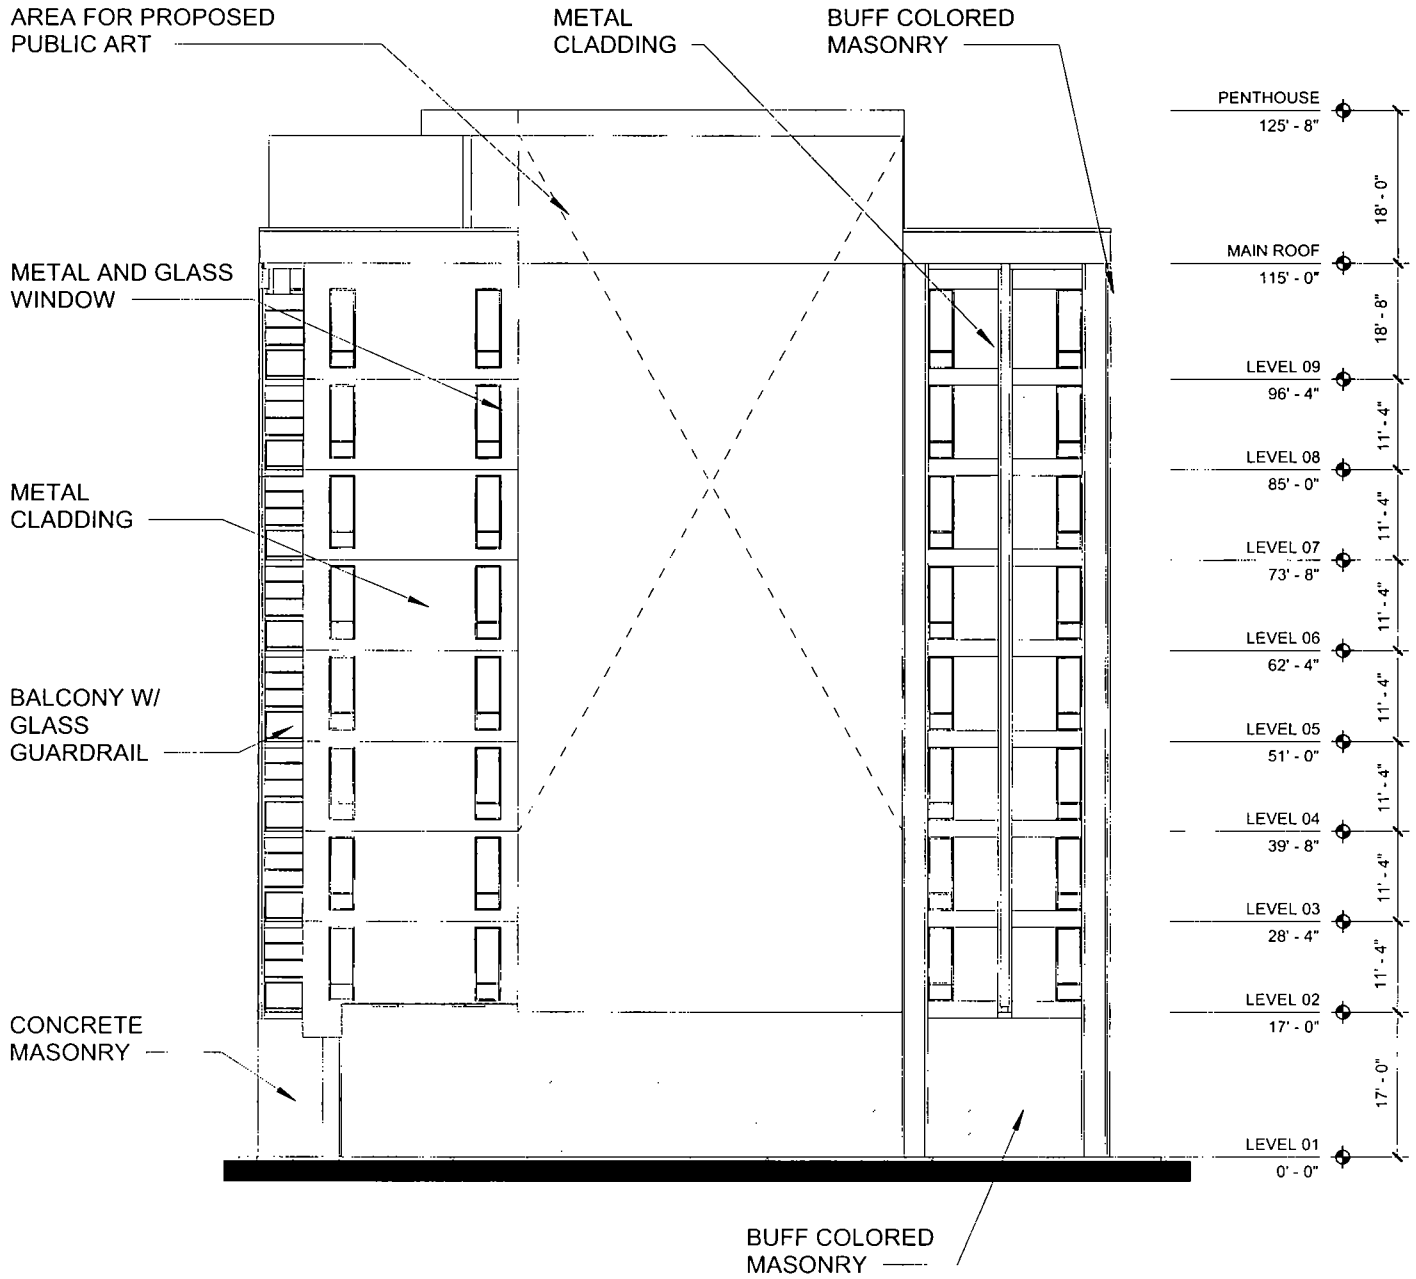 AREA FOR PROPOSED
PUBLIC ART
METAL
CLADDING
BUFF COLORED
MASONRY
METAL AND GLASS
WINDOW
METAL
CLADDING
BALCONY W/
GLASS
GUARDRAIL
CONCRETE
MASONRY
BUFF COLORED
MASONRY
PENTHOUSE
125' - 8"
18' - 0"
MAIN ROOF
115' - 0"
18' - 8"
LEVEL 09
96' - 4"
11' - 4"
LEVEL 08
85' - 0"
11' - 4"
LEVEL 07
73' - 8"
11' - 4"
LEVEL 06
62' - 4"
11' - 4"
LEVEL 05
51' - 0"
11' - 4"
LEVEL 04
39' - 8"
11' - 4"
LEVEL 03
28' - 4"
11' - 4"
LEVEL 02
17' - 0"
17' - 0"
LEVEL 01
0' - 0"